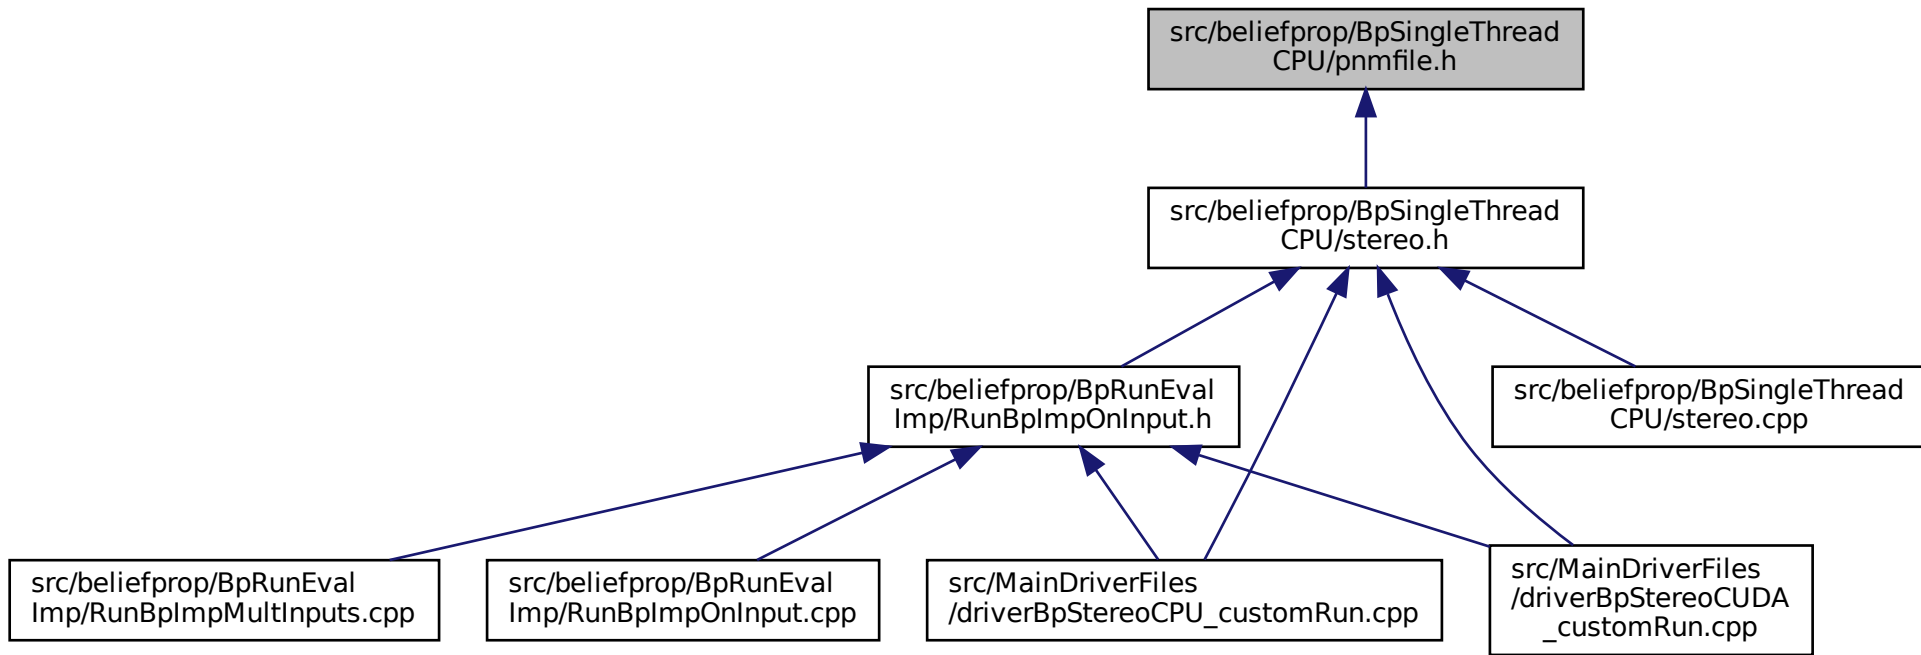 src/beliefprop/BpSingleThread
CPU/pnmfile.h
src/beliefprop/BpSingleThread
CPU/stereo.h
src/beliefprop/BpRunEval
Imp/RunBpImpOnInput.h
src/beliefprop/BpSingleThread
CPU/stereo.cpp
src/beliefprop/BpRunEval
Imp/RunBpImpMultInputs.cpp
src/beliefprop/BpRunEval
Imp/RunBpImpOnInput.cpp
src/MainDriverFiles
/driverBpStereoCPU_customRun.cpp
src/MainDriverFiles
/driverBpStereoCUDA
_customRun.cpp